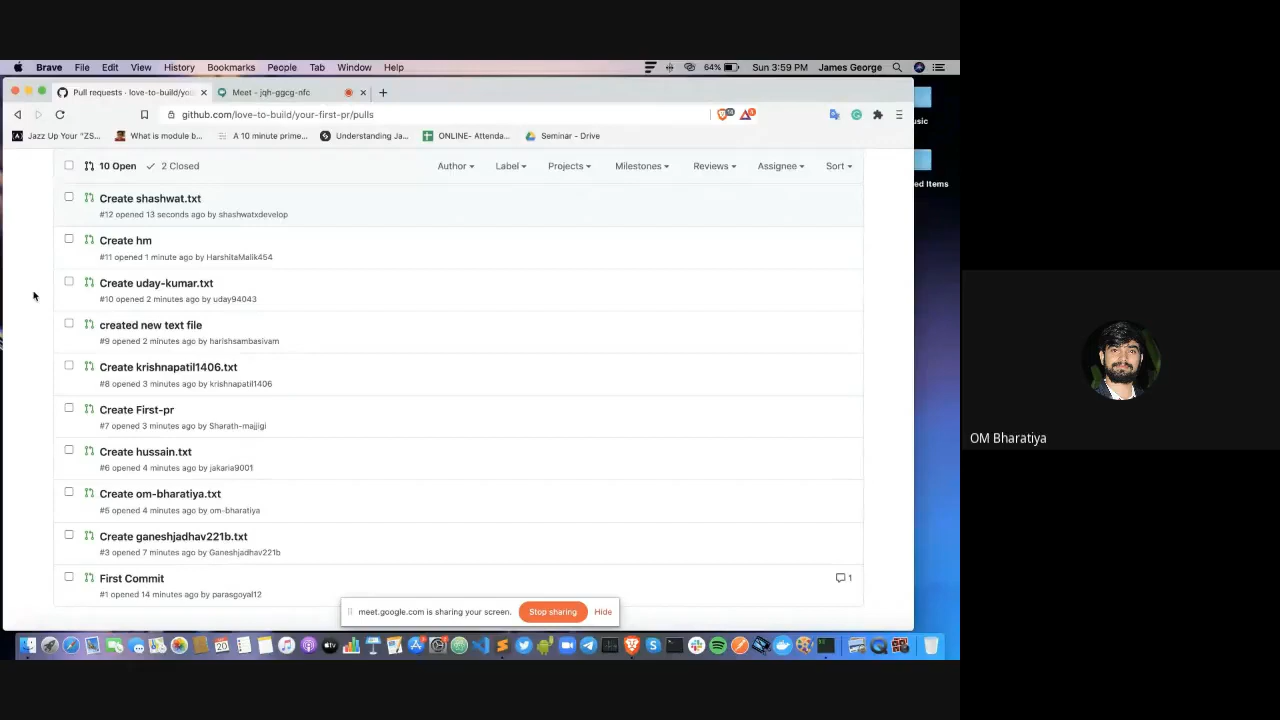 Brave File Edit View History Bookmarks People Tab Window Help 64% Sun 3:59 PM James George
Pull requests · love-to-build/you
Meet - jqh-ggcg-nfc
github.com/love-to-build/your-first-pr/pulls
Jazz Up Your "ZS... What is module b... A 10 minute prime... Understanding Ja... ONLINE- Attenda... Seminar - Drive
10 Open 2 Closed Author Label Projects Milestones Reviews Assignee Sort
ed Items
Create shashwat.txt
#12 opened 13 seconds ago by shashwatxdevelop
Create hm
#11 opened 1 minute ago by HarshitaMalik454
Create uday-kumar.txt
#10 opened 2 minutes ago by uday94043
created new text file
#9 opened 2 minutes ago by harishsambasivam
Create krishnapatil1406.txt
#8 opened 3 minutes ago by krishnapatil1406
Create First-pr
#7 opened 3 minutes ago by Sharath-majjigi
Create hussain.txt
#6 opened 4 minutes ago by jakaria9001
Create om-bharatiya.txt
#5 opened 4 minutes ago by om-bharatiya
Create ganeshjadhav221b.txt
#3 opened 7 minutes ago by Ganeshjadhav221b
First Commit 1
#1 opened 14 minutes ago by parasgoyal12
meet.google.com is sharing your screen. Stop sharing Hide
OM Bharatiya